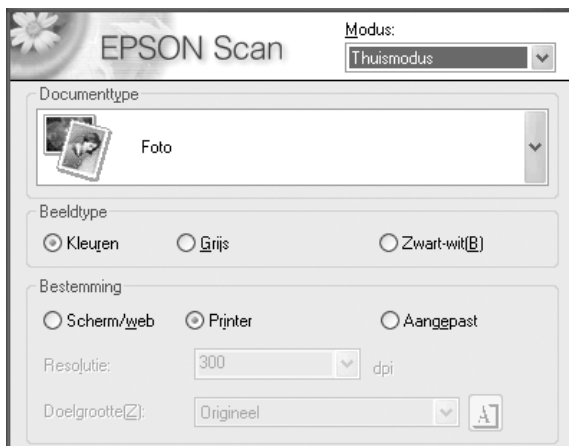 EPSON Scan
Modus:
Thuismodus
Documenttype
Foto
Beeldtype
Kleuren Grijs Zwart-wit(B)
Bestemming
Scherm/web Printer Aangepast
Resolutie: 300 dpi
Doelgrootte(Z): Origineel A